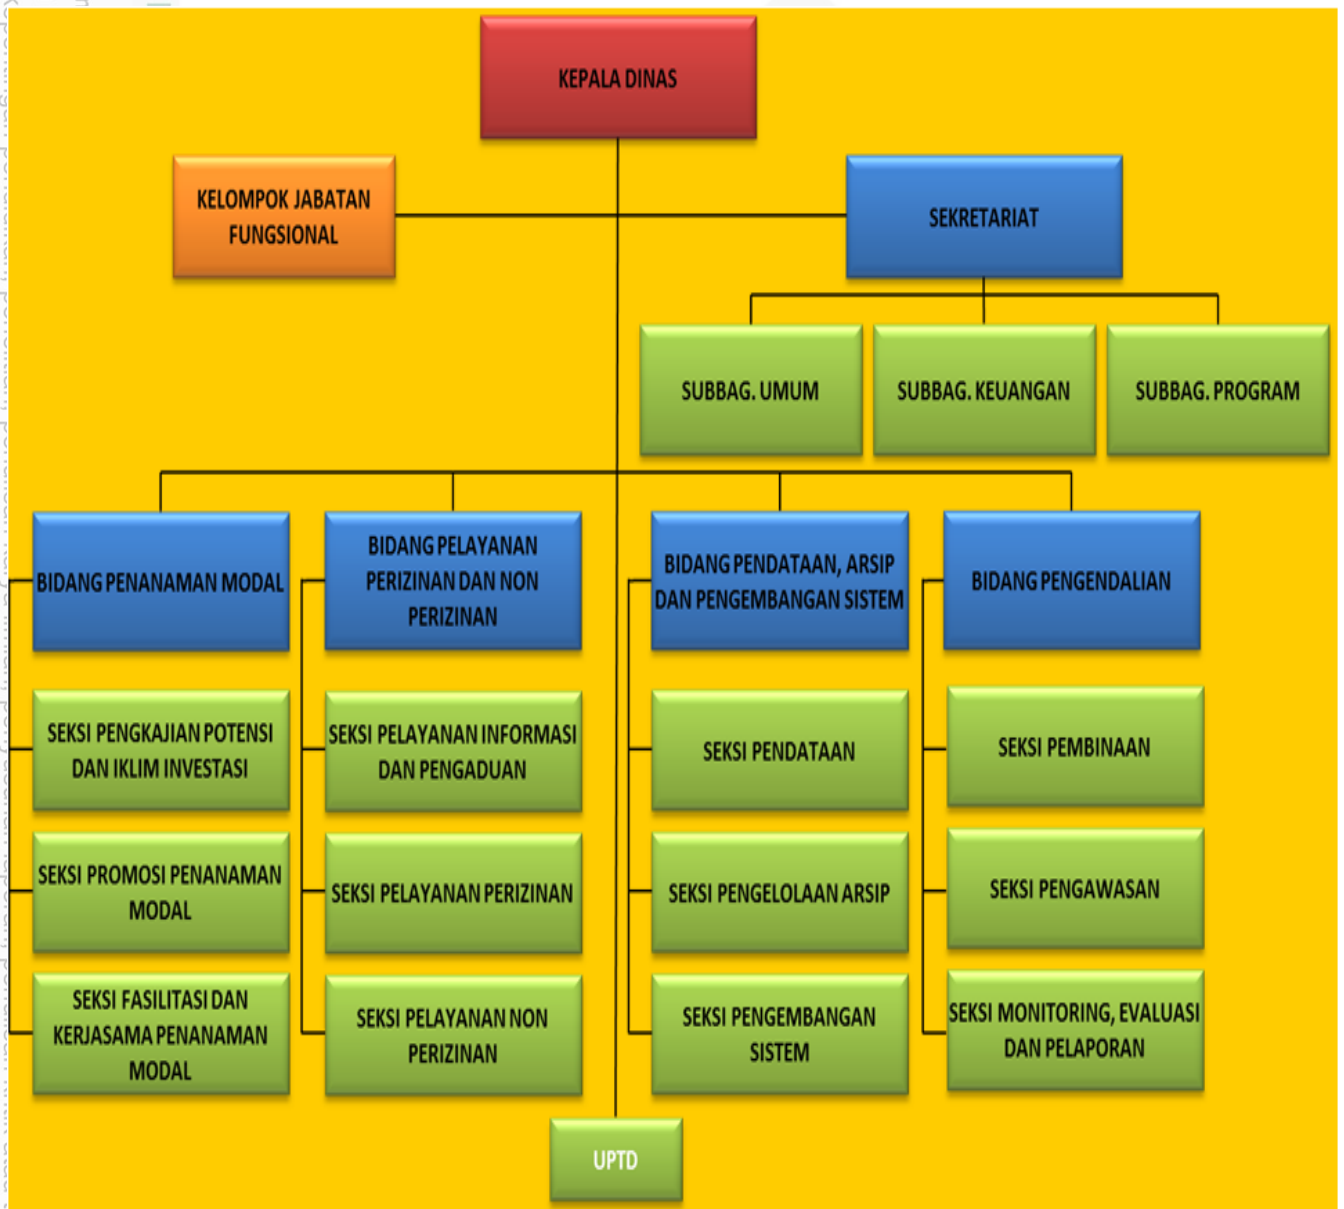 KEPALA DINAS
KELOMPOK JABATAN
FUNGSIONAL
SEKRETARIAT
SUBBAG. UMUM
SUBBAG. KEUANGAN
SUBBAG. PROGRAM
BIDANG PENANAMAN MODAL
BIDANG PELAYANAN
PERIZINAN DAN NON
PERIZINAN
BIDANG PENDATAAN, ARSIP
DAN PENGEMBANGAN SISTEM
BIDANG PENGENDALIAN
SEKSI PENGKAJIAN POTENSI
DAN IKLIM INVESTASI
SEKSI PELAYANAN INFORMASI
DAN PENGADUAN
SEKSI PENDATAAN
SEKSI PEMBINAAN
SEKSI PROMOSI PENANAMAN
MODAL
SEKSI PELAYANAN PERIZINAN
SEKSI PENGELOLAAN ARSIP
SEKSI PENGAWASAN
SEKSI FASILITASI DAN
KERJASAMA PENANAMAN
MODAL
SEKSI PELAYANAN NON
PERIZINAN
SEKSI PENGEMBANGAN
SISTEM
SEKSI MONITORING, EVALUASI
DAN PELAPORAN
UPTD